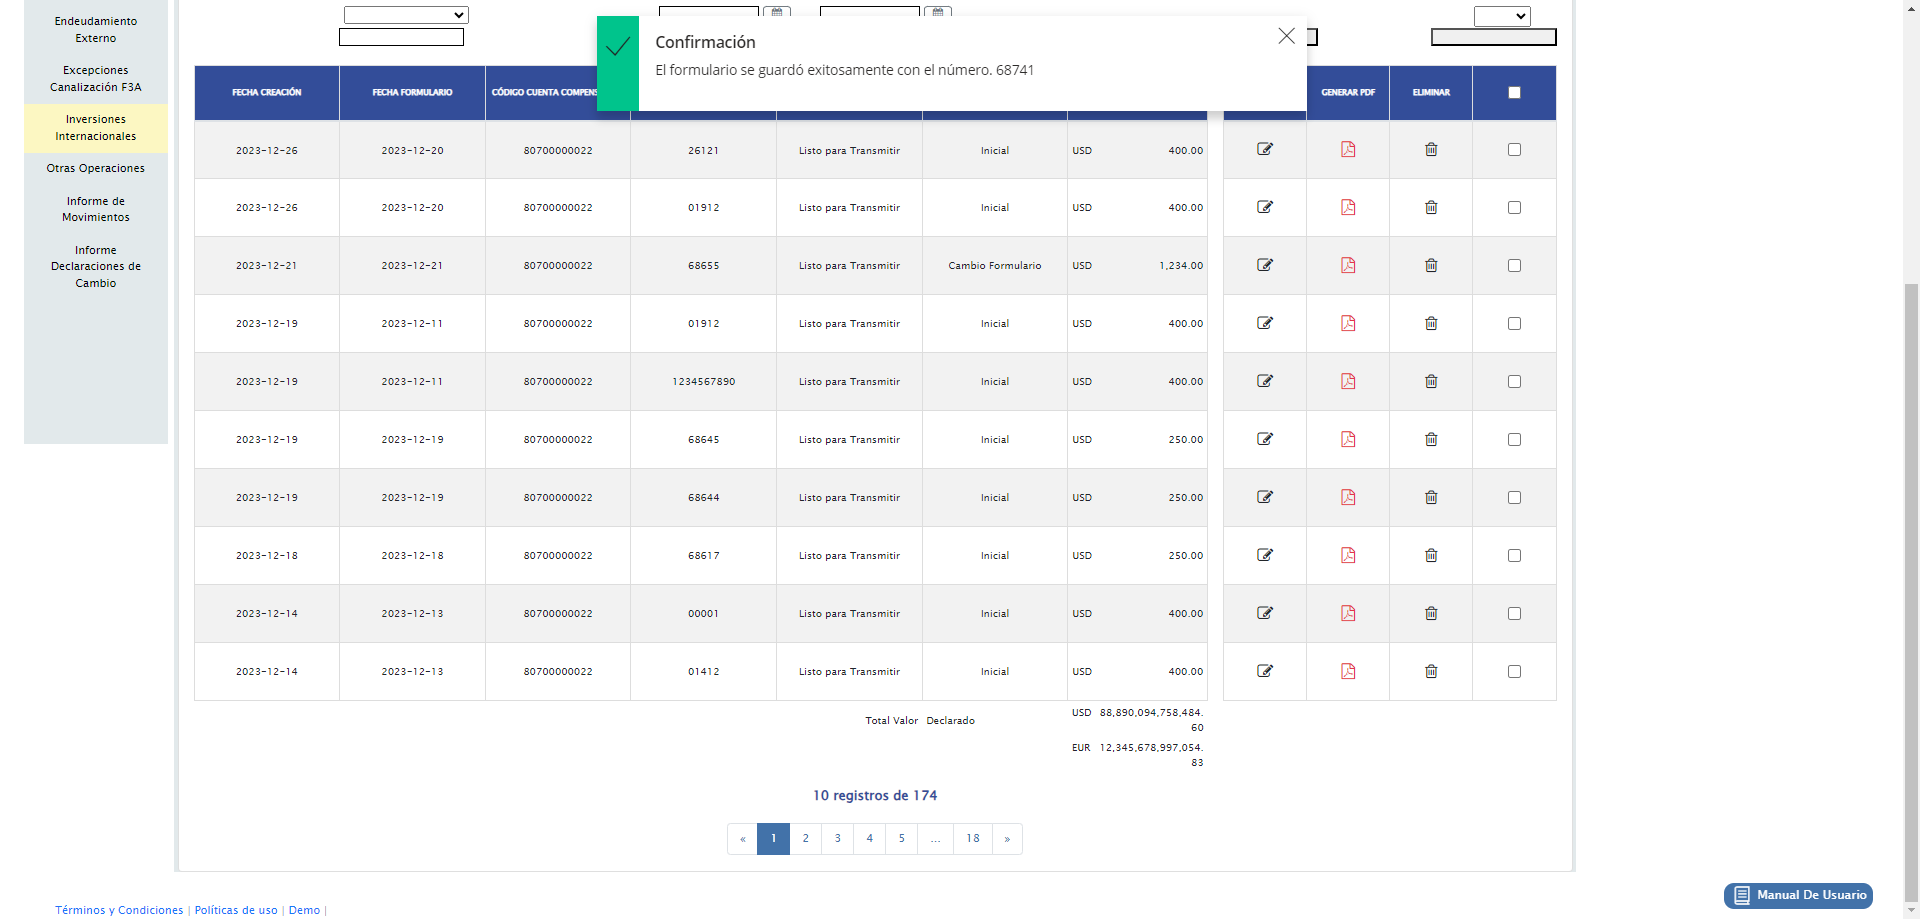 Endeudamiento
Externo
Excepciones
Canalización F3A
Inversiones
Internacionales
Otras Operaciones
Informe de
Movimientos
Informe
Declaraciones de
Cambio
Confirmación
El formulario se guardó exitosamente con el número. 68741
FECHA CREACIÓN FECHA FORMULARIO CÓDIGO CUENTA COMPENS GENERAR PDF ELIMINAR
2023-12-26 2023-12-20 80700000022 26121 Listo para Transmitir Inicial USD 400.00
2023-12-26 2023-12-20 80700000022 01912 Listo para Transmitir Inicial USD 400.00
2023-12-21 2023-12-21 80700000022 68655 Listo para Transmitir Cambio Formulario USD 1,234.00
2023-12-19 2023-12-11 80700000022 01912 Listo para Transmitir Inicial USD 400.00
2023-12-19 2023-12-11 80700000022 1234567890 Listo para Transmitir Inicial USD 400.00
2023-12-19 2023-12-19 80700000022 68645 Listo para Transmitir Inicial USD 250.00
2023-12-19 2023-12-19 80700000022 68644 Listo para Transmitir Inicial USD 250.00
2023-12-18 2023-12-18 80700000022 68617 Listo para Transmitir Inicial USD 250.00
2023-12-14 2023-12-13 80700000022 00001 Listo para Transmitir Inicial USD 400.00
2023-12-14 2023-12-13 80700000022 01412 Listo para Transmitir Inicial USD 400.00
Total Valor Declarado USD 88,890,094,758,484.
60
EUR 12,345,678,997,054.
83
10 registros de 174
« 1 2 3 4 5 ... 18 »
Manual De Usuario
Términos y Condiciones | Políticas de uso | Demo |